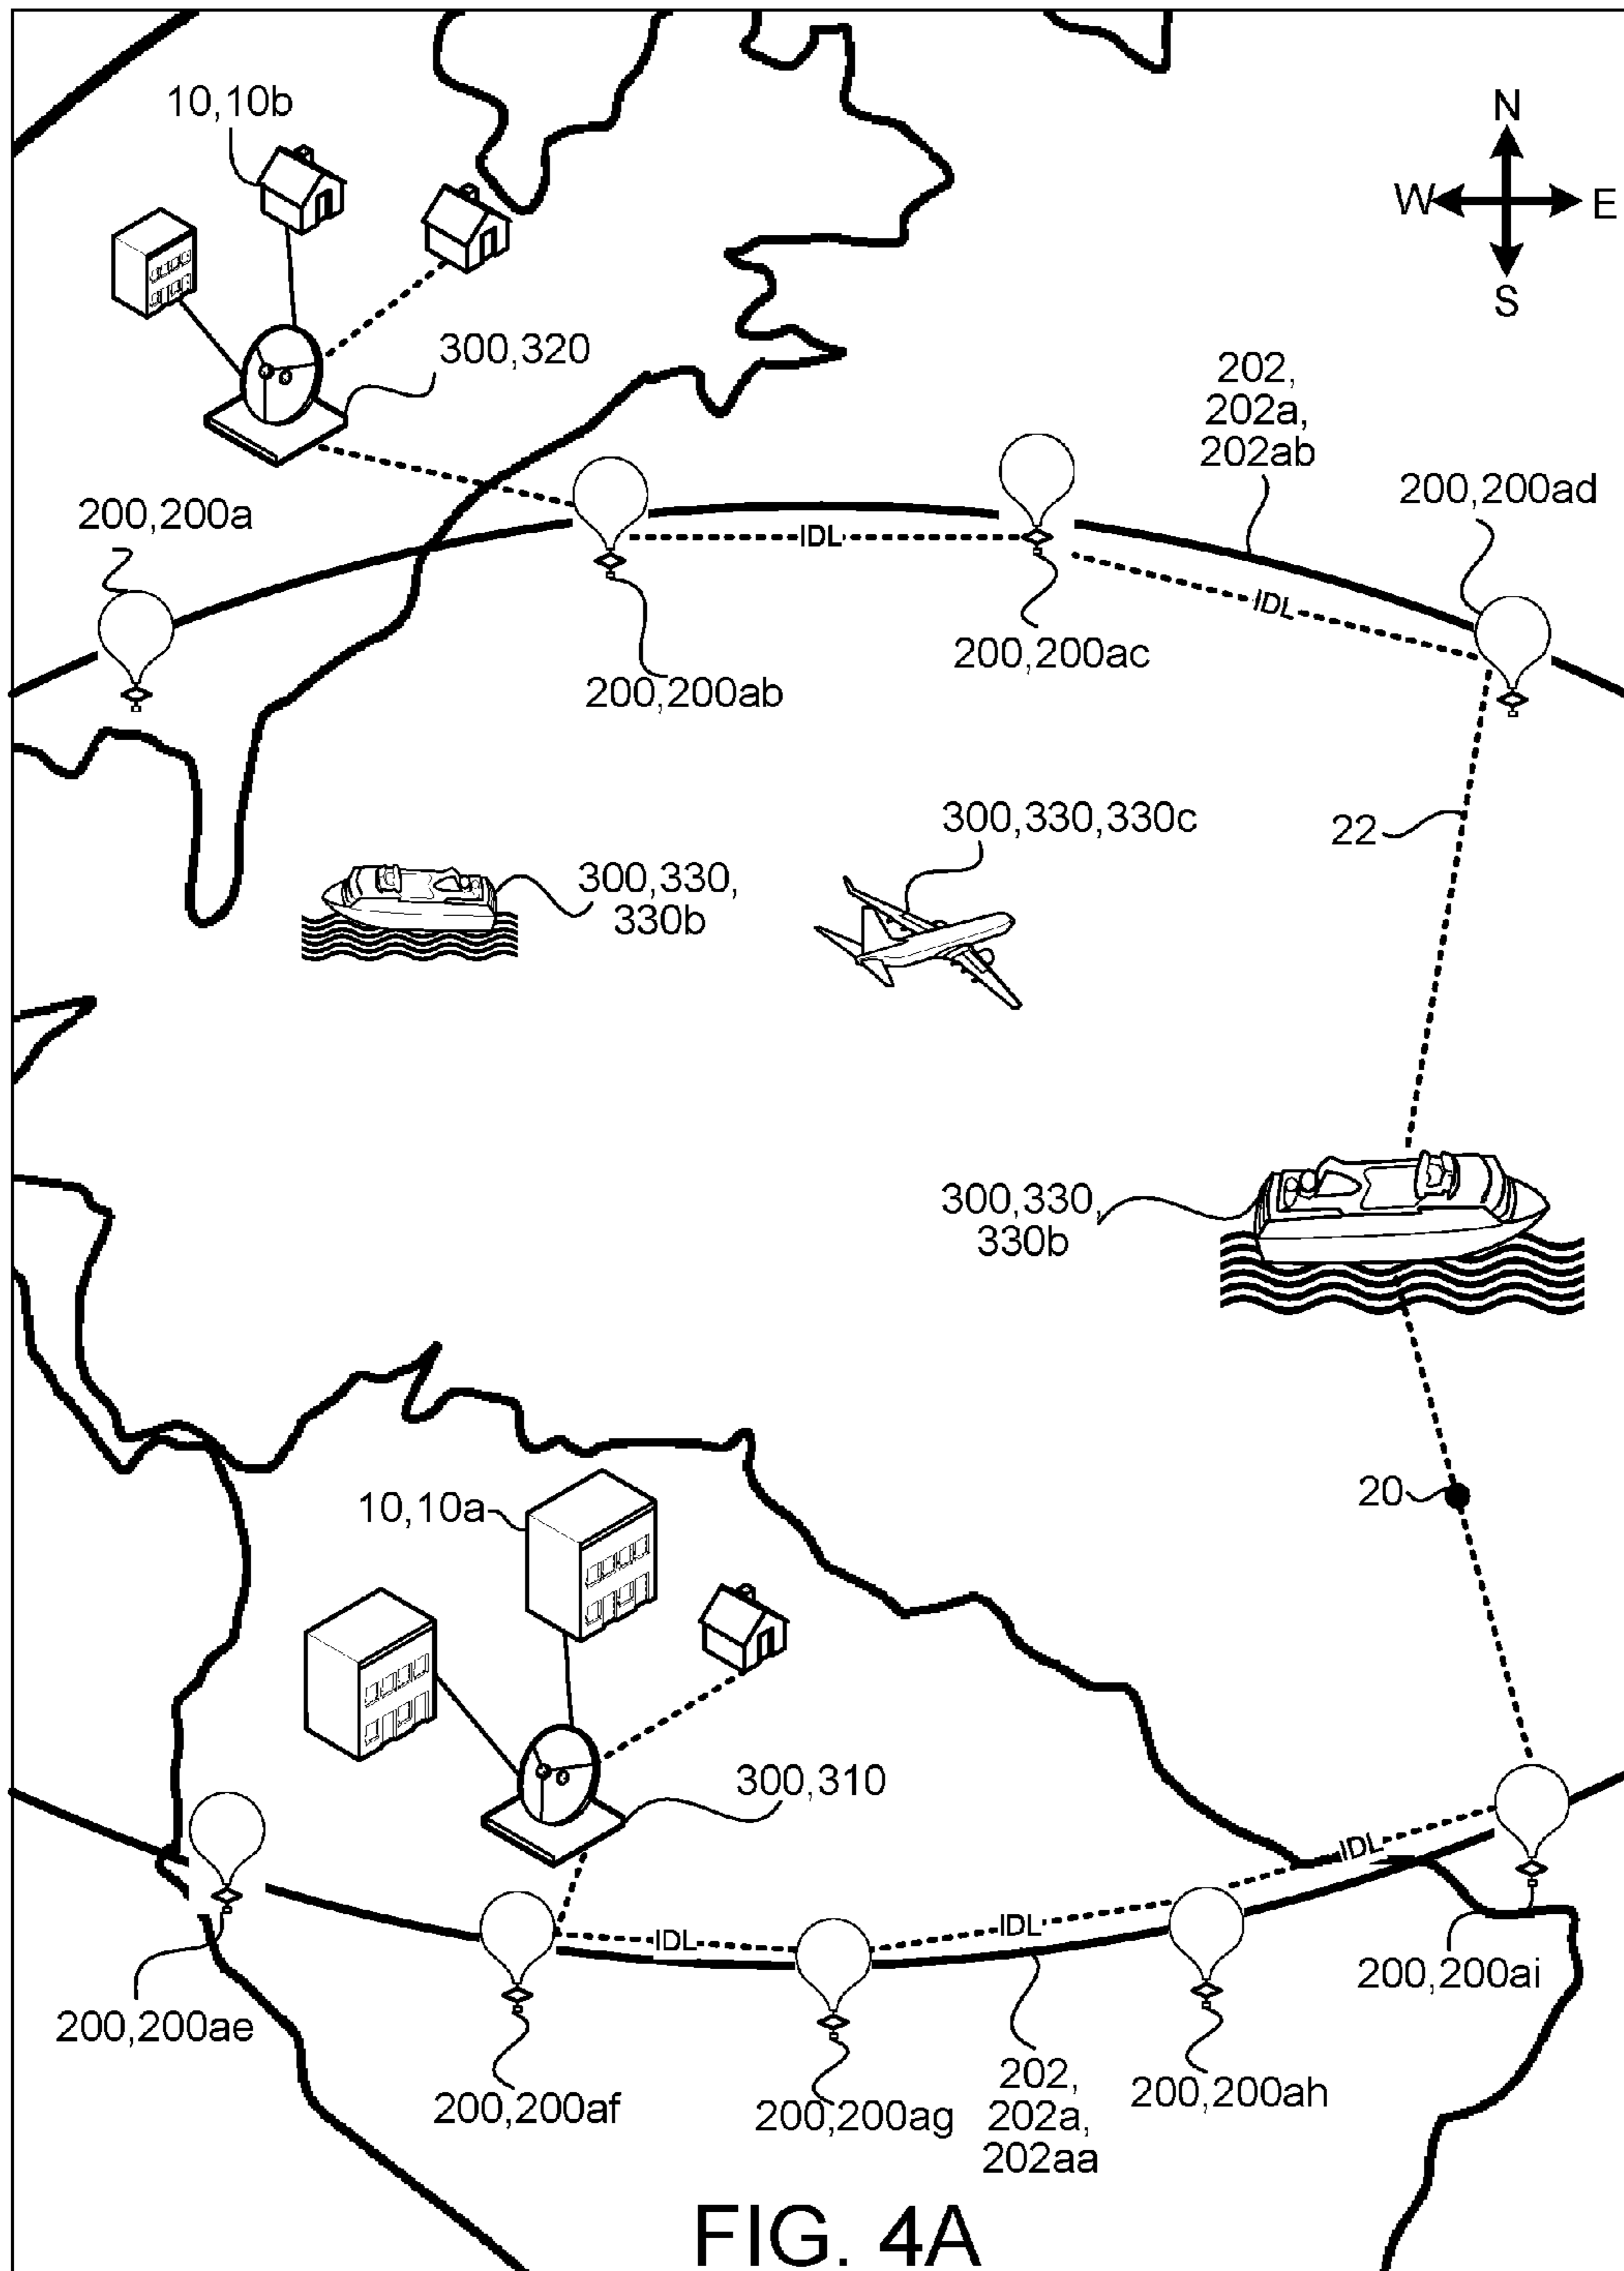 10,10b
N
W
E
S
300,320
202,
202a,
202ab
200,200ad
200,200a
IDL
IDL
200,200ac
200,200ab
300,330,330c
22
300,330,
330b
300,330,
330b
20
10,10a
300,310
IDL
IDL
IDL
200,200ai
200,200ae
200,200af
200,200ag
202,
202a,
202aa
200,200ah
FIG. 4A